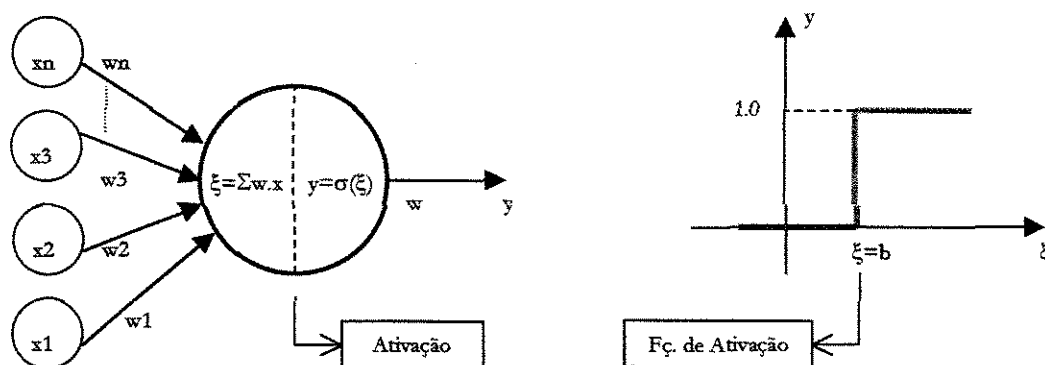 xn
wn
x3
w3
x2
w2
x1
w1
ξ=Σw.x
y=σ(ξ)
w
y
Ativação
y
1.0
ξ=b
ξ
Fç. de Ativação